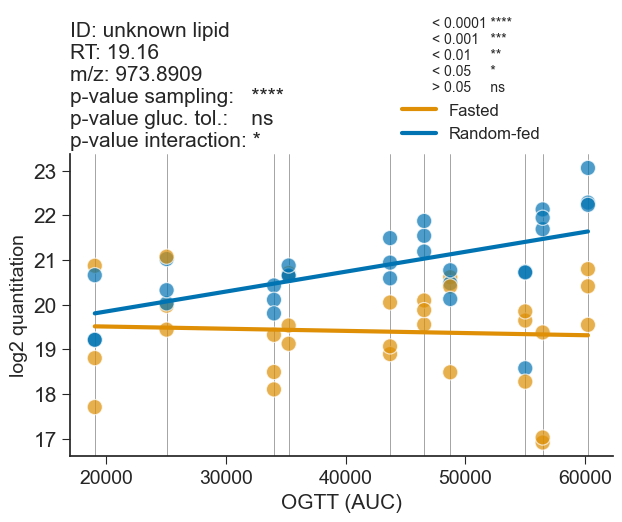 ID: unknown lipid
RT: 19.16
m/z: 973.8909
p-value sampling: ****
p-value gluc. tol.: ns
p-value interaction: *
< 0.0001 ****
< 0.001 ***
< 0.01 **
< 0.05 *
> 0.05 ns
Fasted
Random-fed
log2 quantitation
23
22
21
20
19
18
17
20000 30000 40000 50000 60000
OGTT (AUC)